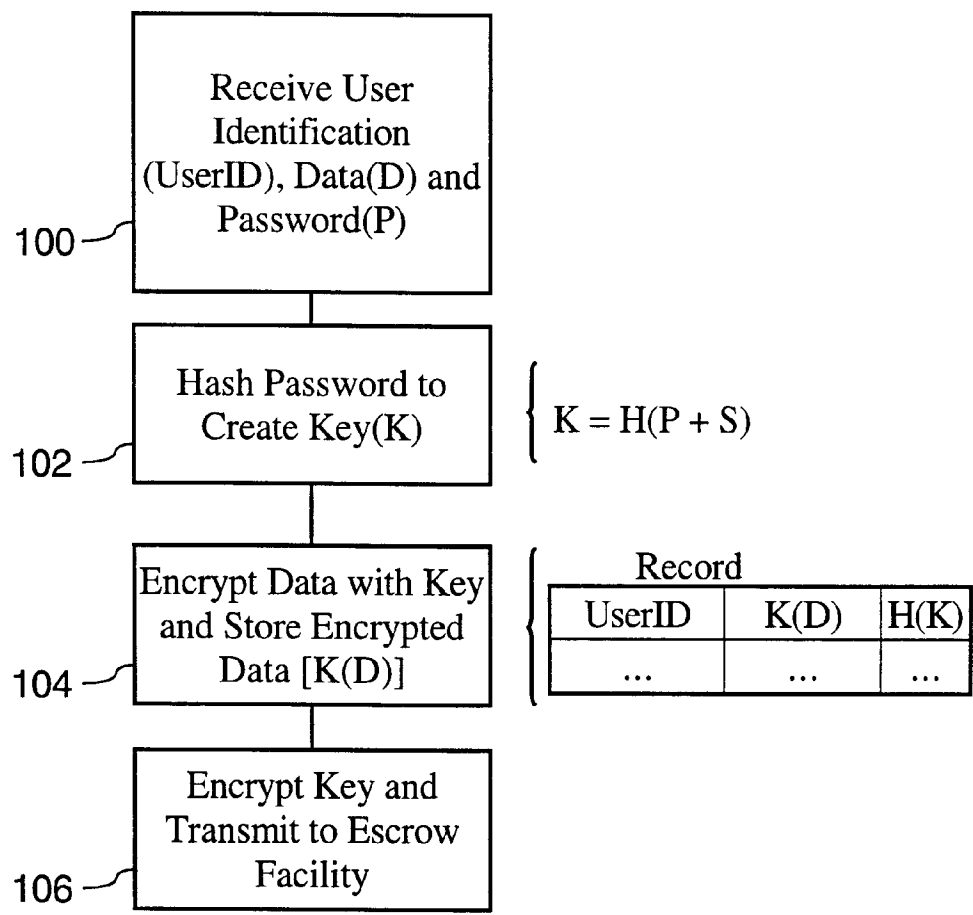 Receive User
Identification
(UserID), Data(D) and
Password(P)
100
Hash Password to
Create Key(K)
102
K = H(P + S)
Encrypt Data with Key
and Store Encrypted
Data [K(D)]
104
Record
UserID K(D) H(K)
... ... ...
Encrypt Key and
Transmit to Escrow
Facility
106